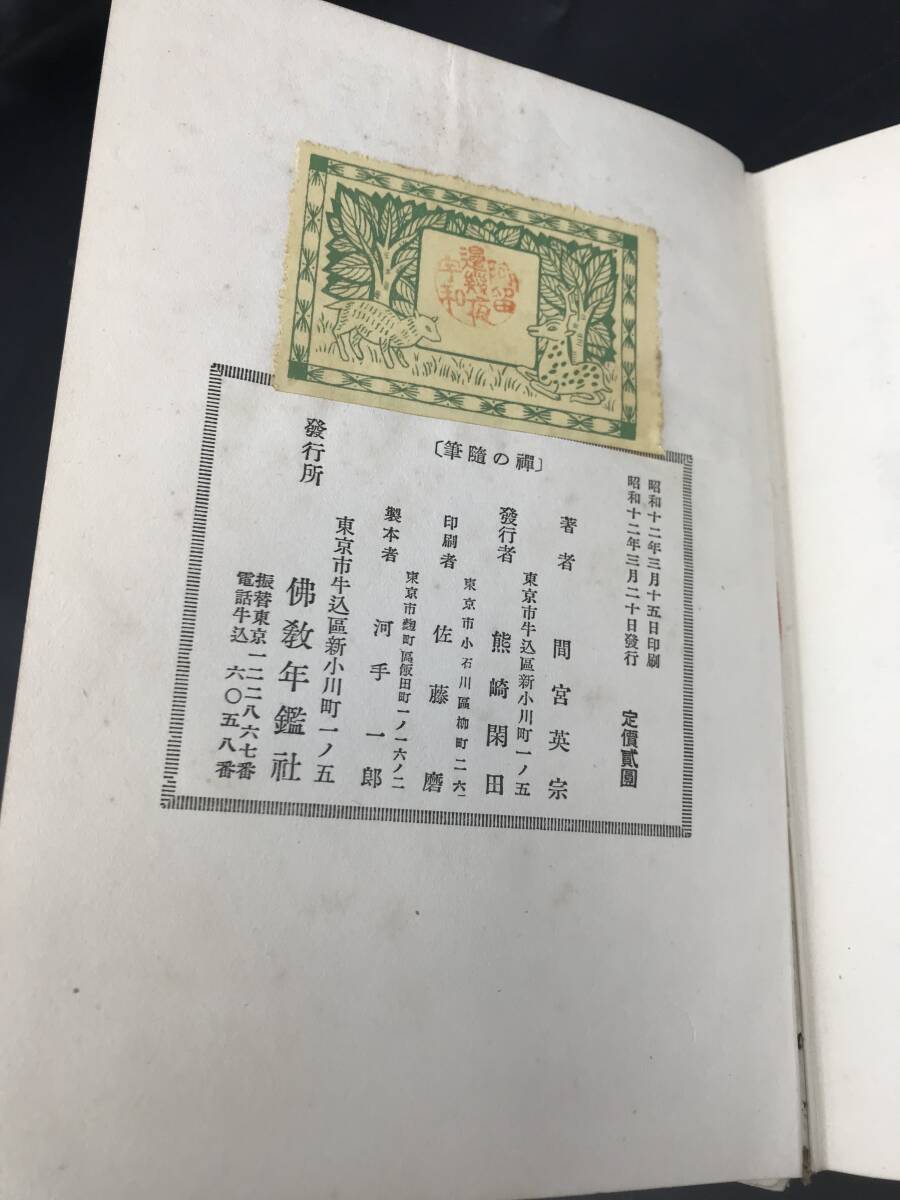 〔禪の隨筆〕
昭和十二年三月十五日印刷
昭和十二年三月二十日發行
定價貳圓
著者 間宮英宗
東京市牛込區新小川町一ノ五
發行者 熊崎閑田
東京市小石川區柳町二六
印刷者 佐藤磨
東京市麴町區飯田町一ノ一六ノ二
製本者 河手一郎
發行所
東京市牛込區新小川町一ノ五
佛敎年鑑社
振替東京一二二八六七番
電話牛込六〇五八番